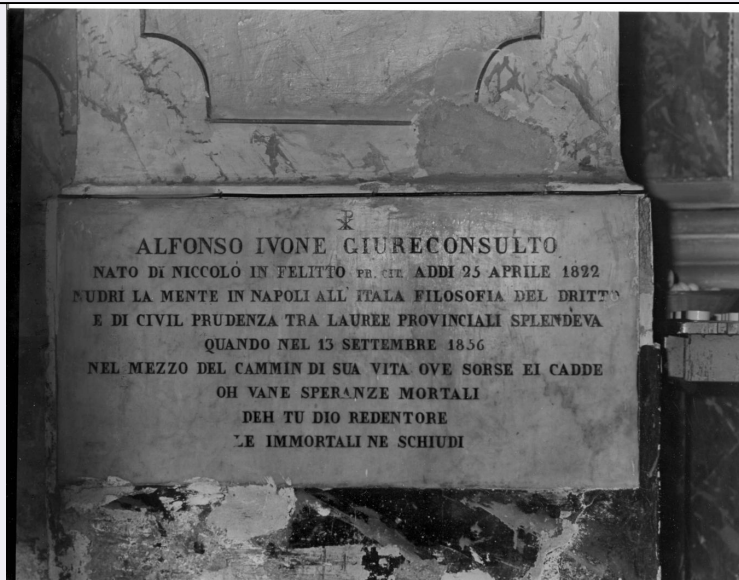 ALFONSO IVONE GIURECONSULTO
NATO DI NICCOLÒ IN FELITTO PR. CIT. ADDI 25 APRILE 1822
NUDRÌ LA MENTE IN NAPOLI ALL'ITALA FILOSOFIA DEL DRITTO
E DI CIVIL PRUDENZA TRA LAUREE PROVINCIALI SPLENDEVA
QUANDO NEL 13 SETTEMBRE 1856
NEL MEZZO DEL CAMMIN DI SUA VITA OVE SORSE EI CADDE
OH VANE SPERANZE MORTALI
DEH TU DIO REDENTORE
LE IMMORTALI NE SCHIUDI